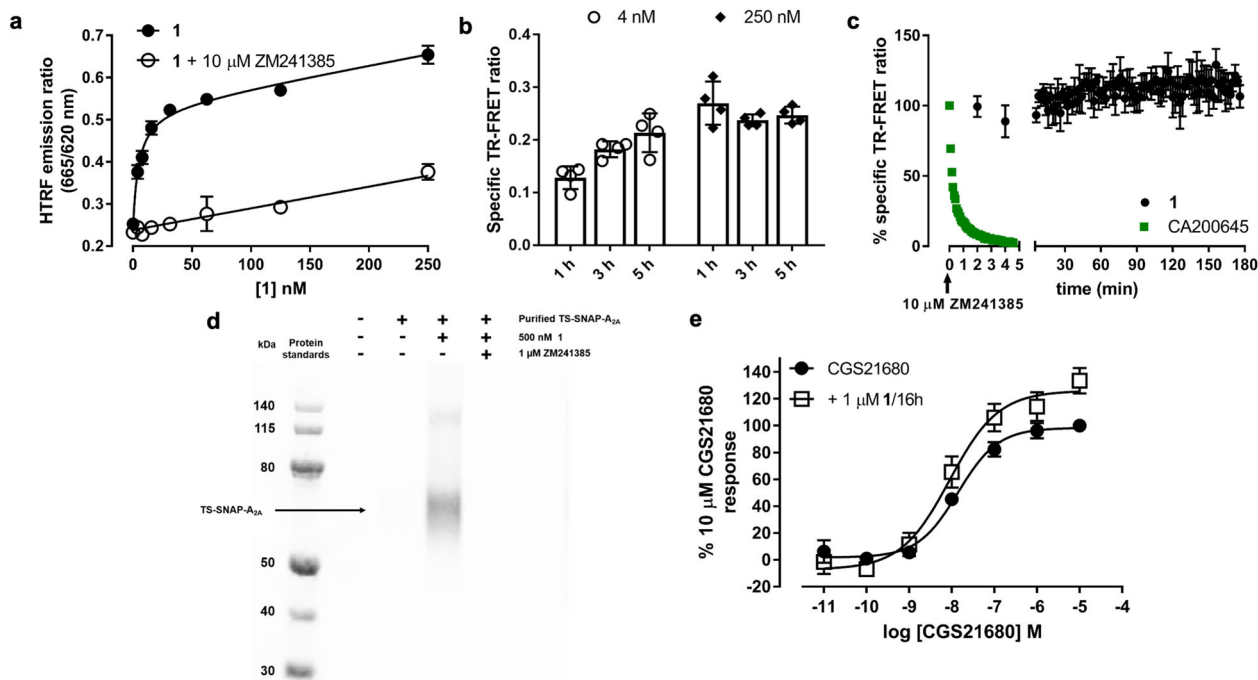 a
1
1 + 10 µM ZM241385
HTRF emission ratio
(665/620 nm)
0.7
0.6
0.5
0.4
0.3
0.2
0
50
100
150
200
250
[1] nM
b
4 nM
250 nM
Specific TR-FRET ratio
0.4
0.3
0.2
0.1
0.0
1 h
3 h
5 h
1 h
3 h
5 h
c
% specific TR-FRET ratio
150
100
50
0
1
CA200645
0 1 2 3 4 5
30 60 90 120 150 180
time (min)
10 µM ZM241385
d
- + + + Purified TS-SNAP-A2A
- - + + 500 nM 1
- - - + 1 µM ZM241385
kDa
Protein
standards
140
115
80
TS-SNAP-A2A
50
40
30
e
CGS21680
+ 1 µM 1/16h
% 10 µM CGS21680
response
140
120
100
80
60
40
20
0
-20
-11 -10 -9 -8 -7 -6 -5 -4
log [CGS21680] M